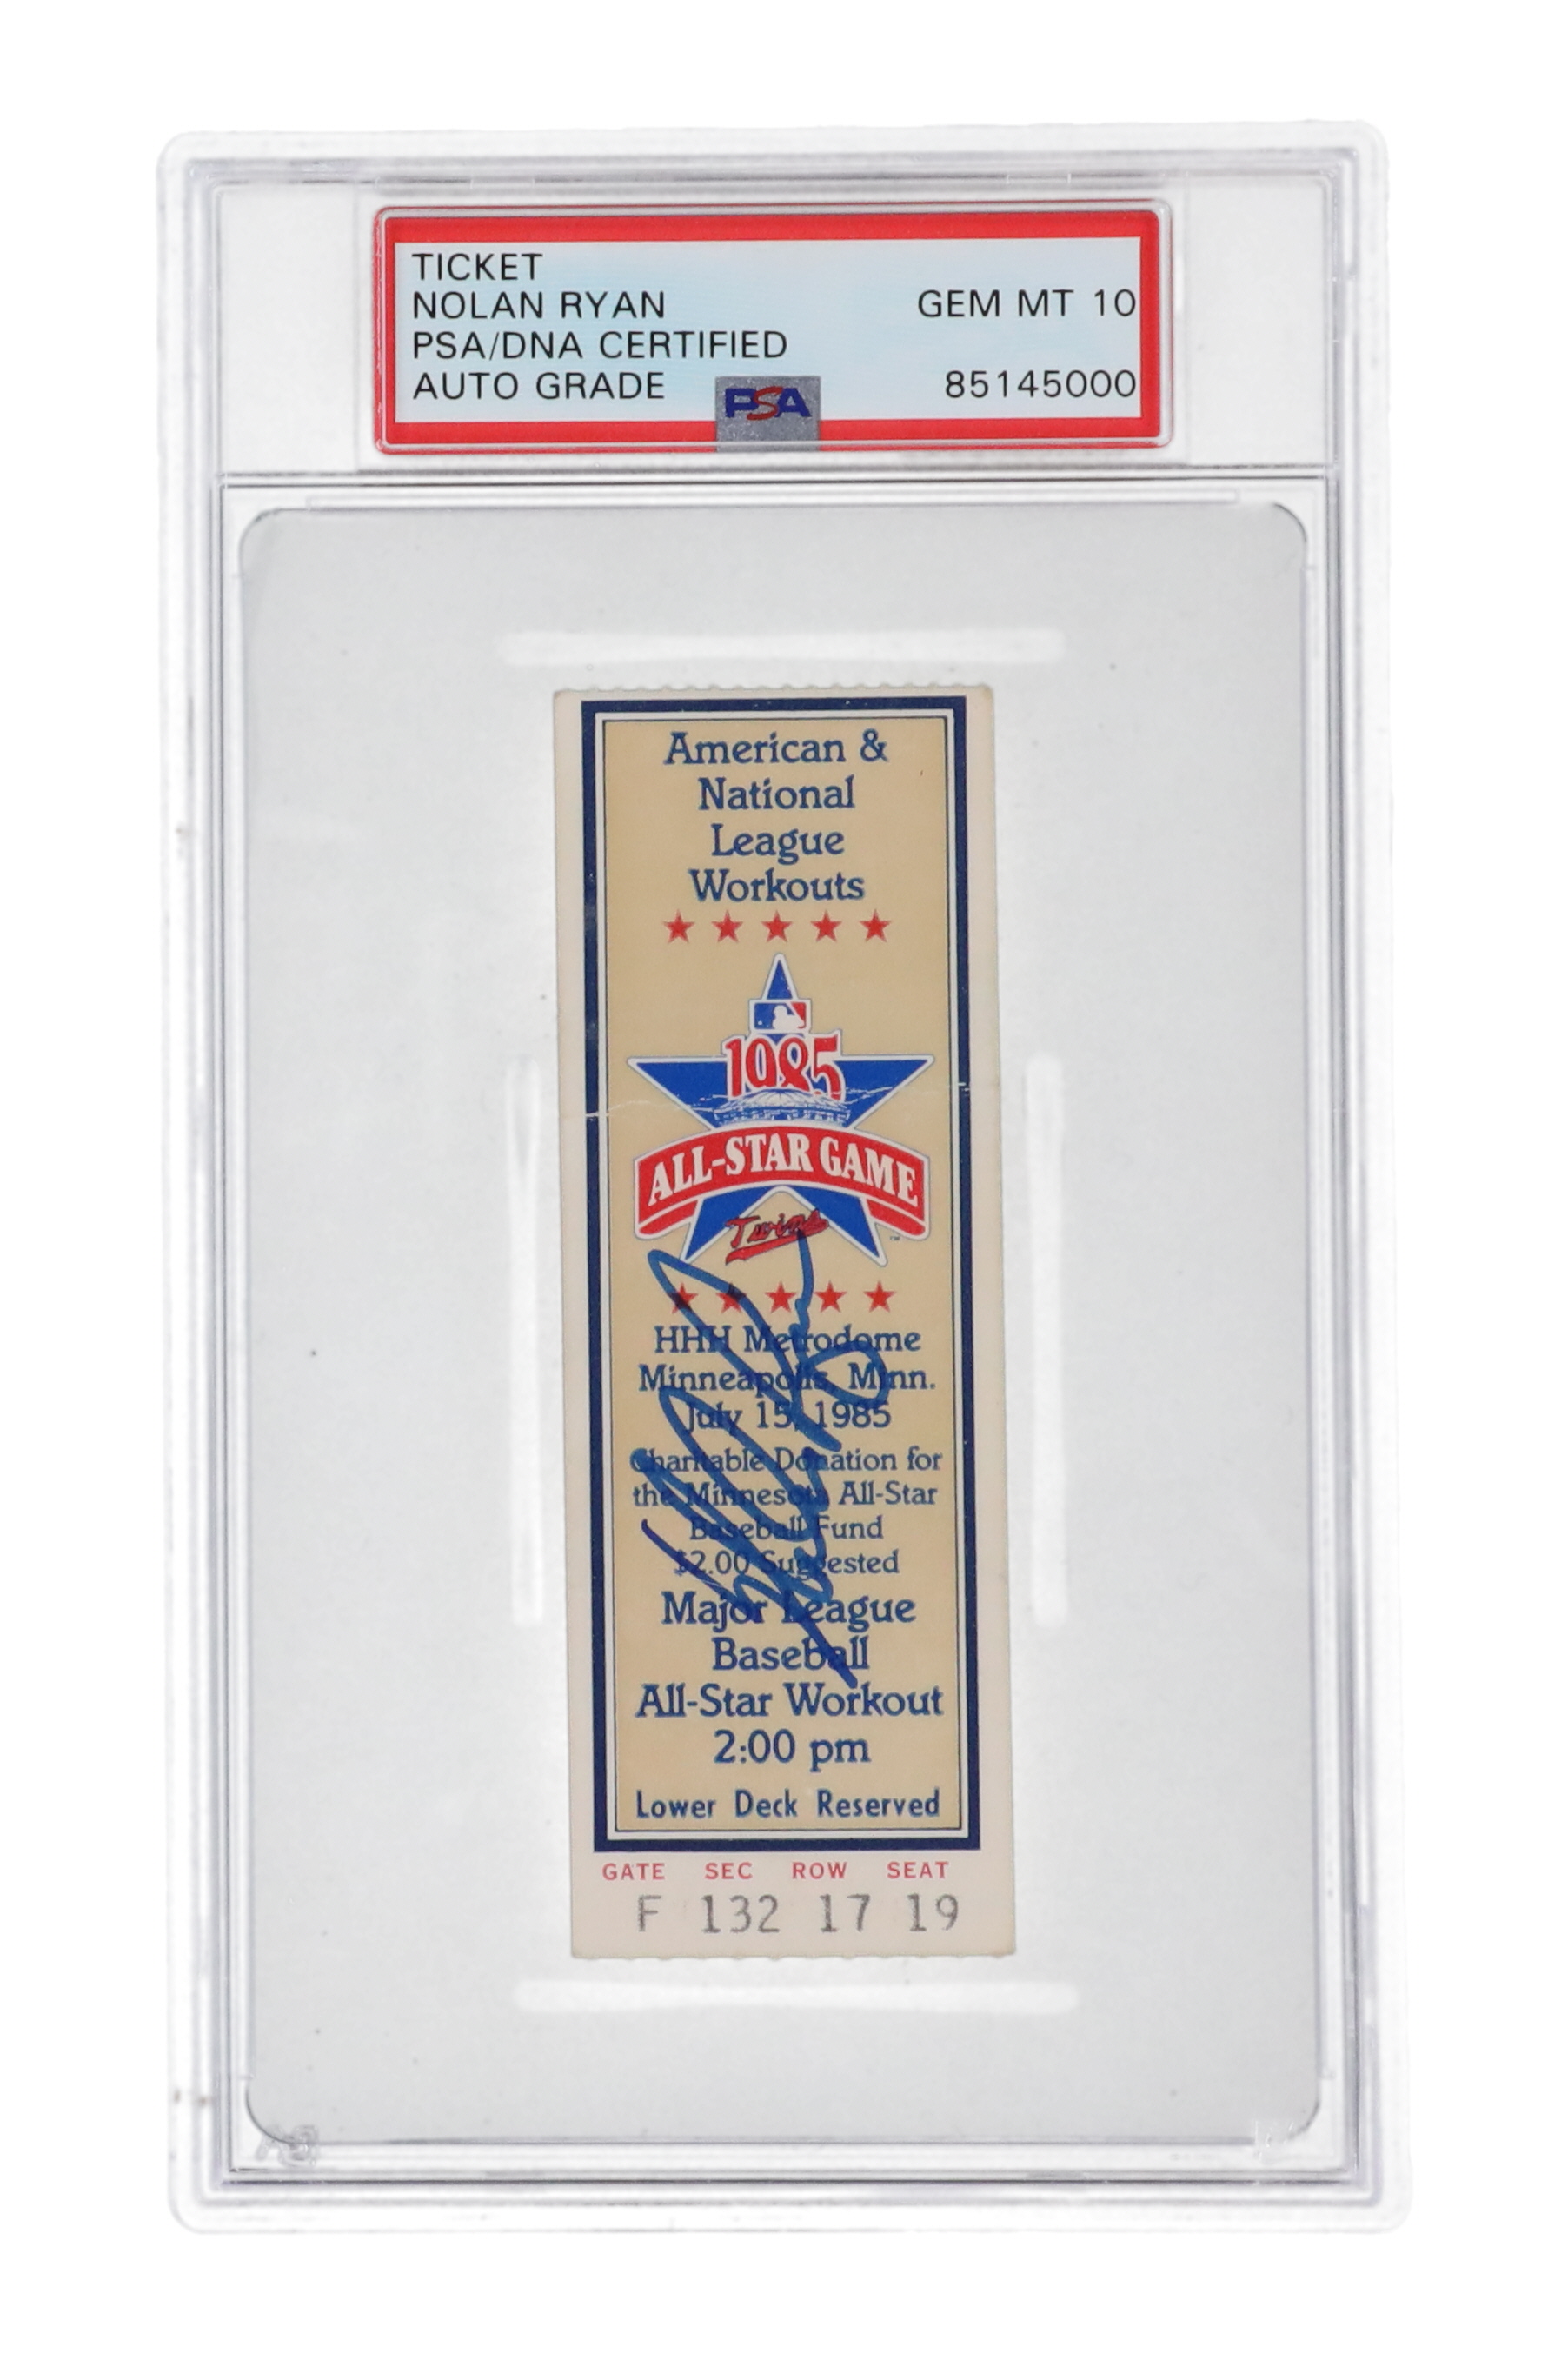 TICKET
NOLAN RYAN GEM MT 10
PSA/DNA CERTIFIED
AUTO GRADE 85145000
PSA
American &
National
League
Workouts
1985
ALL-STAR GAME
Twins
TM
HHH Metrodome
Minneapolis, Minn.
July 15, 1985
Charitable Donation for
the Minnesota All-Star
Baseball Fund
$2.00 Suggested
Major League
Baseball
All-Star Workout
2:00 pm
Lower Deck Reserved
GATE SEC ROW SEAT
F 132 17 19
Nolan Ryan